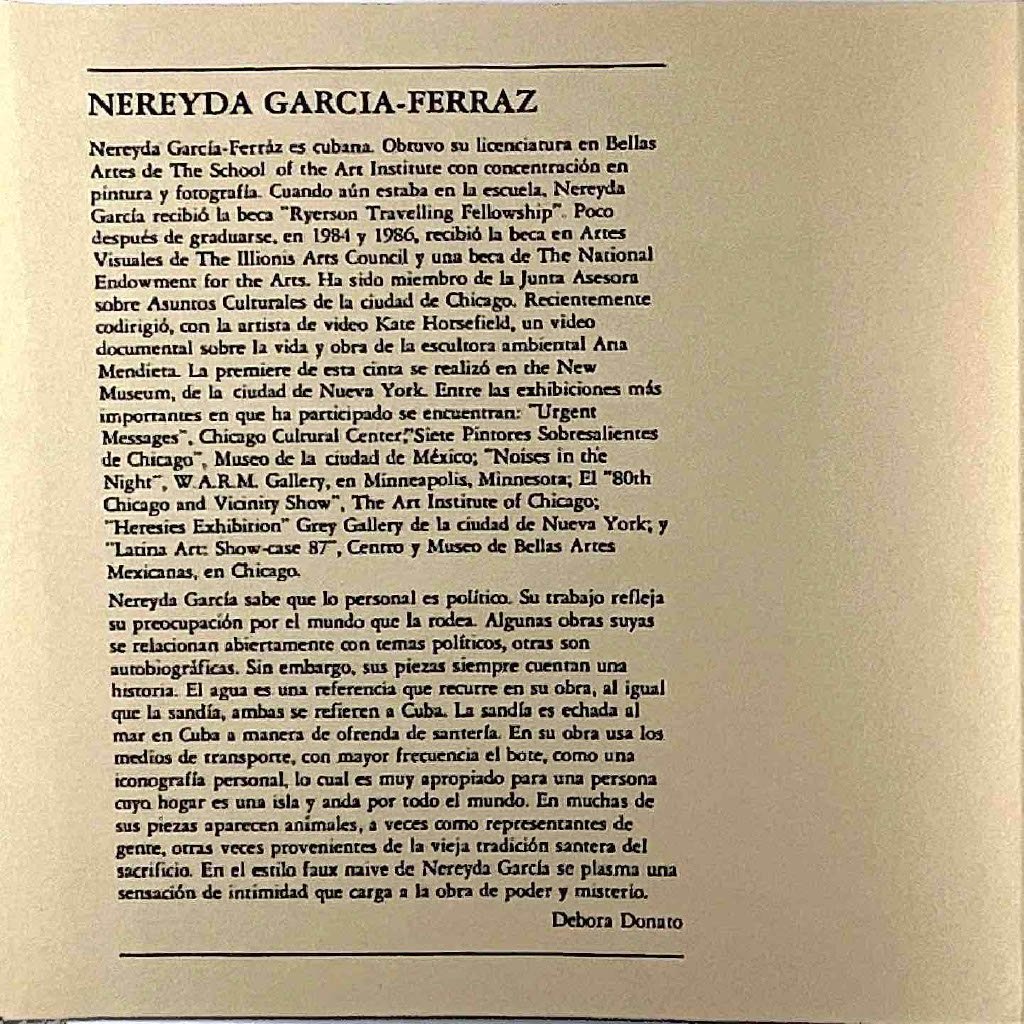 NEREYDA GARCIA-FERRAZ
Nereyda García-Ferráz es cubana. Obtuvo su licenciatura en Bellas
Artes de The School of the Art Institute con concentración en
pintura y fotografía. Cuando aún estaba en la escuela, Nereyda
García recibió la beca "Ryerson Travelling Fellowship". Poco
después de graduarse, en 1984 y 1986, recibió la beca en Artes
Visuales de The Illionis Arts Council y una beca de The National
Endowment for the Arts. Ha sido miembro de la Junta Asesora
sobre Asuntos Culturales de la ciudad de Chicago. Recientemente
codirigió, con la artista de video Kate Horsefield, un video
documental sobre la vida y obra de la escultora ambiental Ana
Mendieta. La premiere de esta cinta se realizó en the New
Museum, de la ciudad de Nueva York. Entre las exhibiciones más
importantes en que ha participado se encuentran: "Urgent
Messages", Chicago Cultural Center;"Siete Pintores Sobresalientes
de Chicago", Museo de la ciudad de México; "Noises in the
Night", W.A.R.M. Gallery, en Minneapolis, Minnesota; El "80th
Chicago and Vicinity Show", The Art Institute of Chicago;
"Heresies Exhibition" Grey Gallery de la ciudad de Nueva York; y
"Latina Art: Show-case 87", Centro y Museo de Bellas Artes
Mexicanas, en Chicago.
Nereyda García sabe que lo personal es político. Su trabajo refleja
su preocupación por el mundo que la rodea. Algunas obras suyas
se relacionan abiertamente con temas políticos, otras son
autobiográficas. Sin embargo, sus piezas siempre cuentan una
historia. El agua es una referencia que recurre en su obra, al igual
que la sandía, ambas se refieren a Cuba. La sandía es echada al
mar en Cuba a manera de ofrenda de santería. En su obra usa los
medios de transporte, con mayor frecuencia el bote, como una
iconografía personal, lo cual es muy apropiado para una persona
cuyo hogar es una isla y anda por todo el mundo. En muchas de
sus piezas aparecen animales, a veces como representantes de
gente, otras veces provenientes de la vieja tradición santera del
sacrificio. En el estilo faux naive de Nereyda García se plasma una
sensación de intimidad que carga a la obra de poder y misterio.
Debora Donato